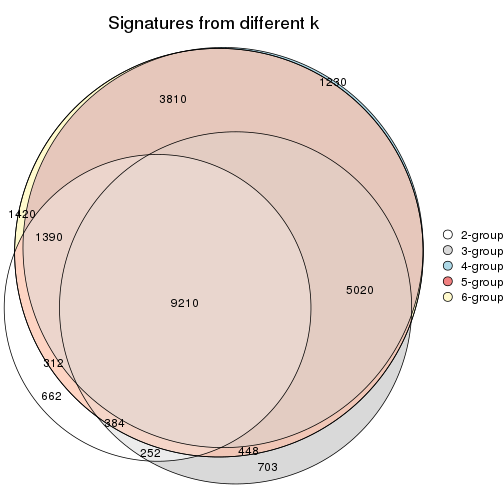 Signatures from different k
1230
3810
1420
1390
5020
9210
312
662
384
252
448
703
2-group
3-group
4-group
5-group
6-group